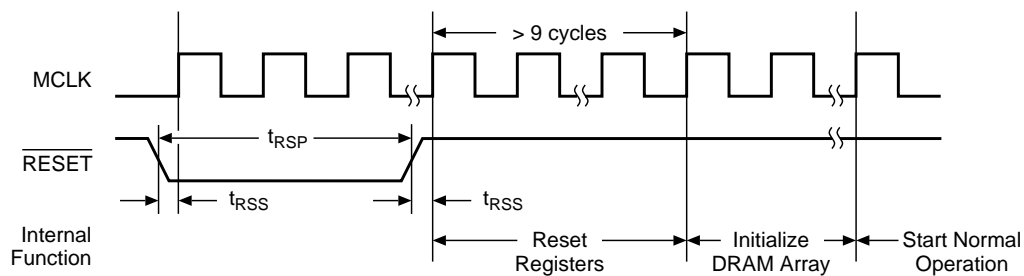 > 9 cycles
MCLK
tRSP
RESET
tRSS
tRSS
Internal
Function
Reset
Registers
Initialize
DRAM Array
Start Normal
Operation